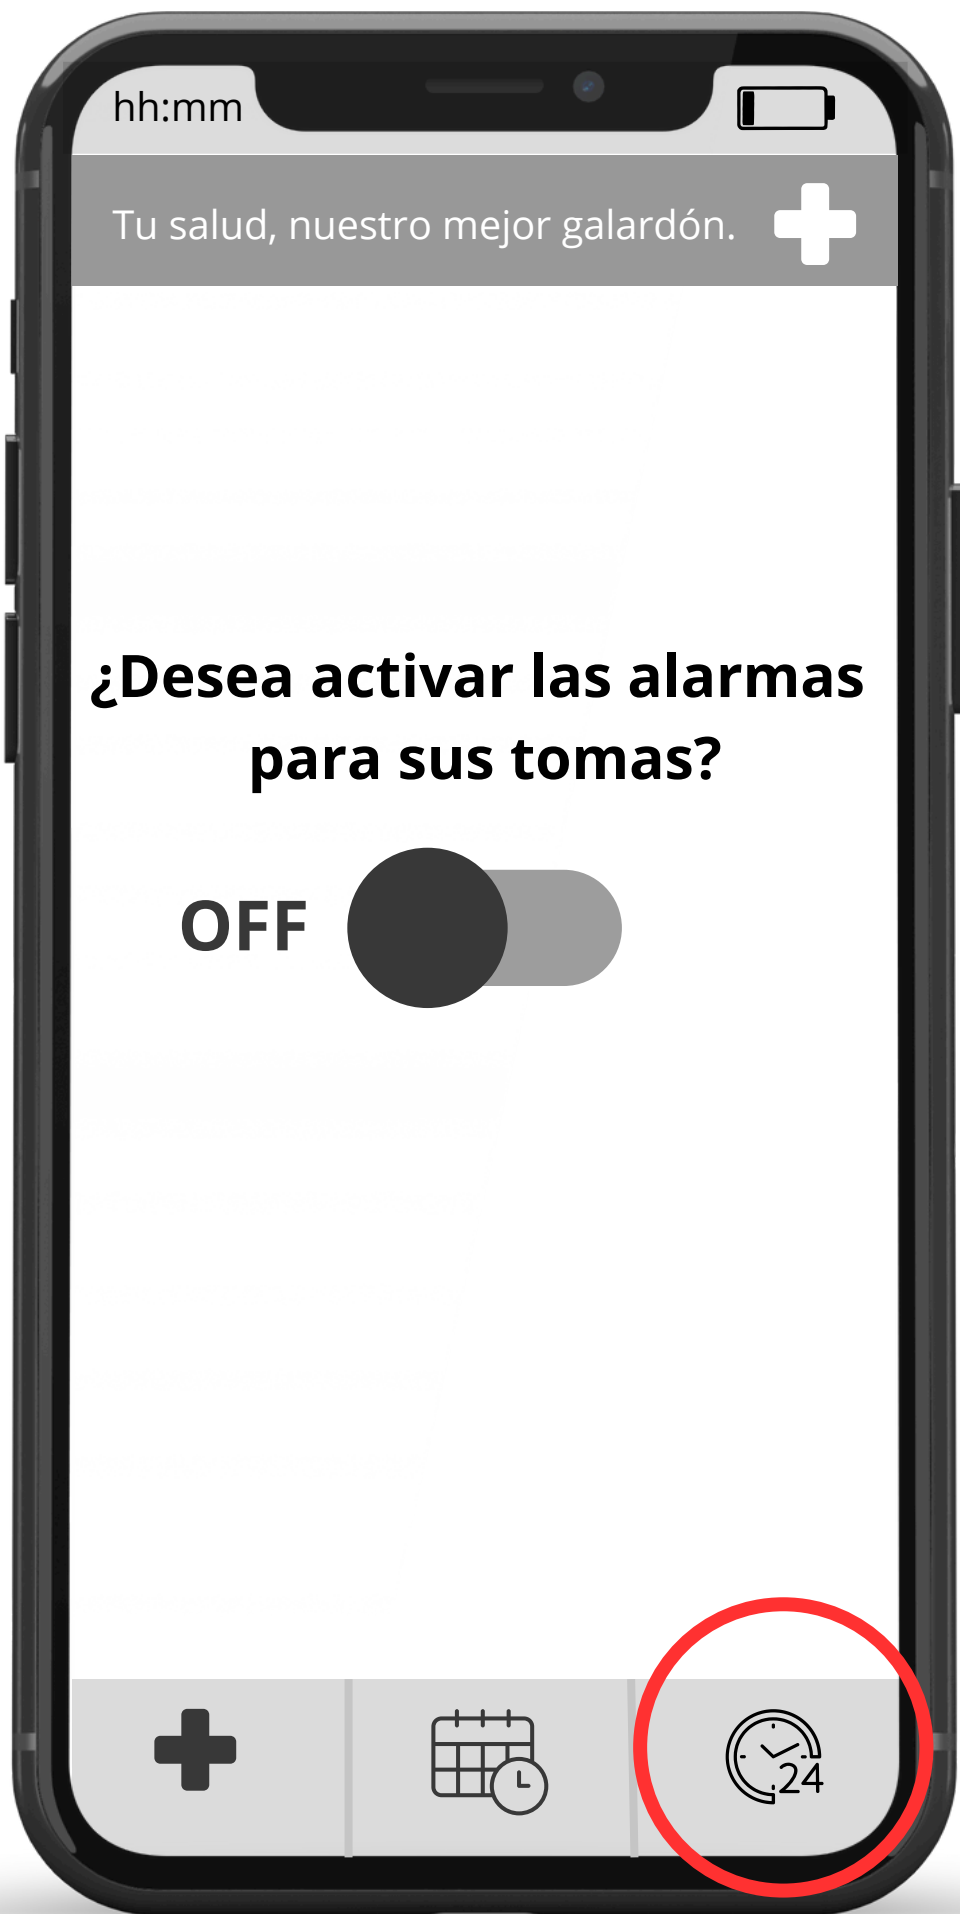 hh:mm
Tu salud, nuestro mejor galardón.
¿Desea activar las alarmas
para sus tomas?
OFF
24